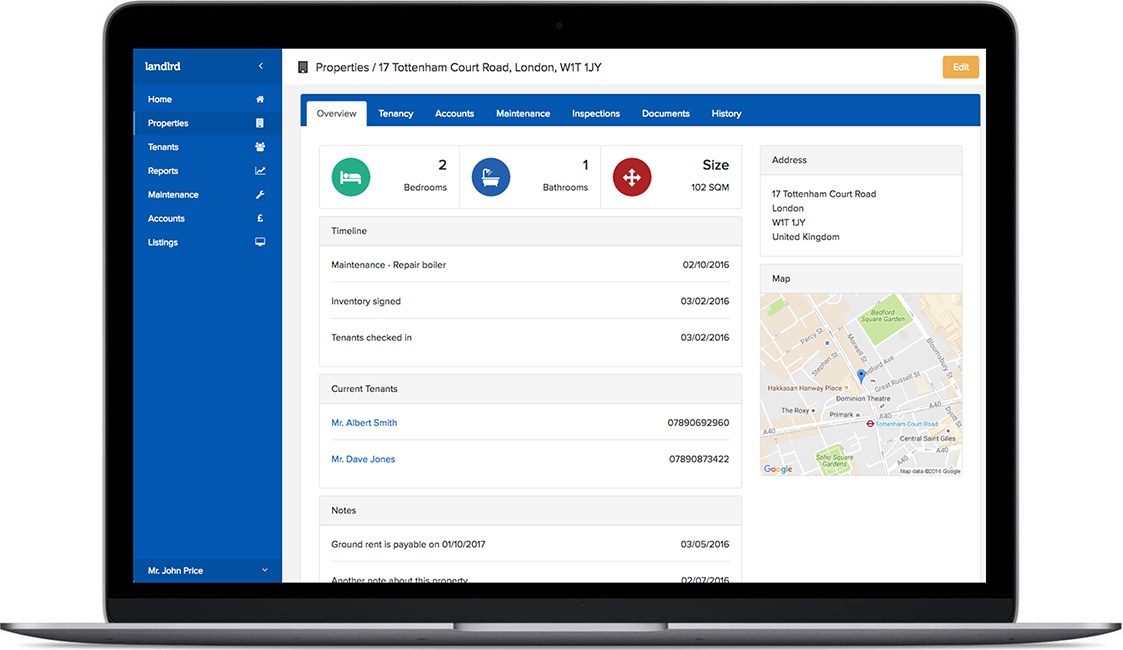 landlrd
Home
Properties
Tenants
Reports
Maintenance
Accounts
£
Listings
Mr. John Price
Properties / 17 Tottenham Court Road, London, W1T 1JY
Edit
Overview Tenancy Accounts Maintenance Inspections Documents History
2
Bedrooms
1
Bathrooms
Size
102 SQM
Timeline
Maintenance - Repair boiler 02/10/2016
Inventory signed 03/02/2016
Tenants checked in 03/02/2016
Current Tenants
Mr. Albert Smith 07890692960
Mr. Dave Jones 07890873422
Notes
Ground rent is payable on 01/10/2017 03/05/2016
Another note about this property 02/07/2016
Address
17 Tottenham Court Road
London
W1T 1JY
United Kingdom
Map
Bedford
Square Garden
Percy St
Stephen St
Morwell St
Bedford Ave
Bloomsbury St
Great Russell St
Hakkasan Hanway Place
Dominion Theatre
The Roxy
Primark
A40
A40
Dyott St
Tottenham Court Road
A40
Central Saint Giles
A40
A40
Soho Square
Gardens
Google
Map data ©2016 Google